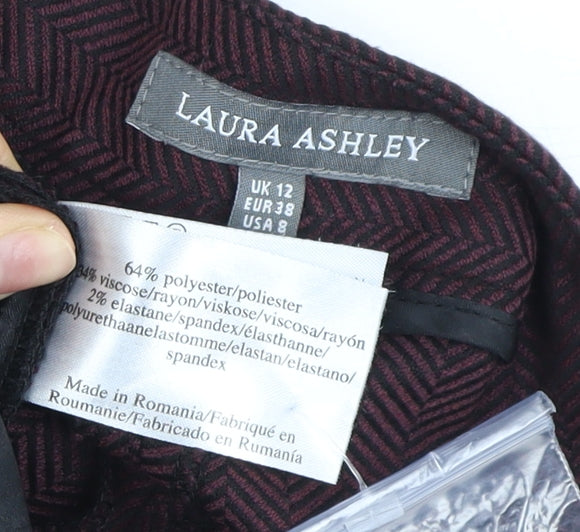 LAURA ASHLEY
UK 12
EUR 38
USA 8
64% polyester/poliester
34% viscose/rayon/viskose/viscosa/rayón
2% elastane/spandex/élasthanne/
polyurethaanelastomme/elastan/elastano/
spandex
Made in Romania/Fabriqué en
Roumanie/Fabricado en Rumanía